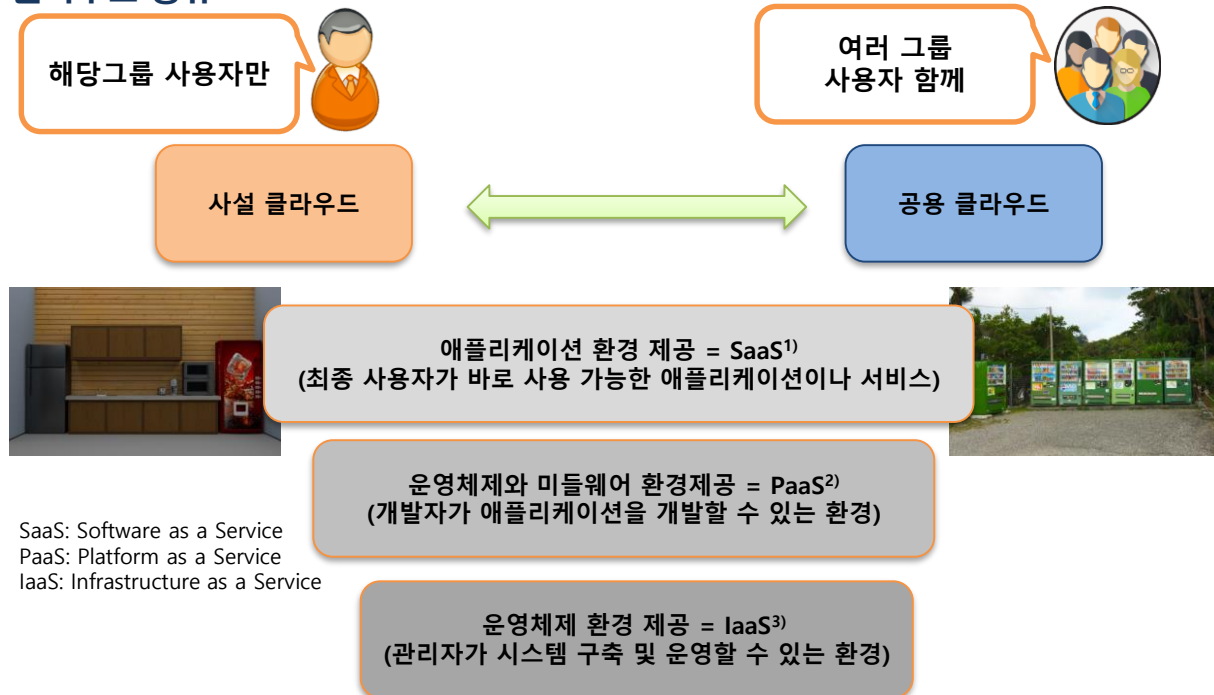 해당그룹 사용자만
여러 그룹
사용자 함께
사설 클라우드
공용 클라우드
애플리케이션 환경 제공 = SaaS1)
(최종 사용자가 바로 사용 가능한 애플리케이션이나 서비스)
운영체제와 미들웨어 환경제공 = PaaS2)
(개발자가 애플리케이션을 개발할 수 있는 환경)
SaaS: Software as a Service
PaaS: Platform as a Service
IaaS: Infrastructure as a Service
운영체제 환경 제공 = IaaS3)
(관리자가 시스템 구축 및 운영할 수 있는 환경)